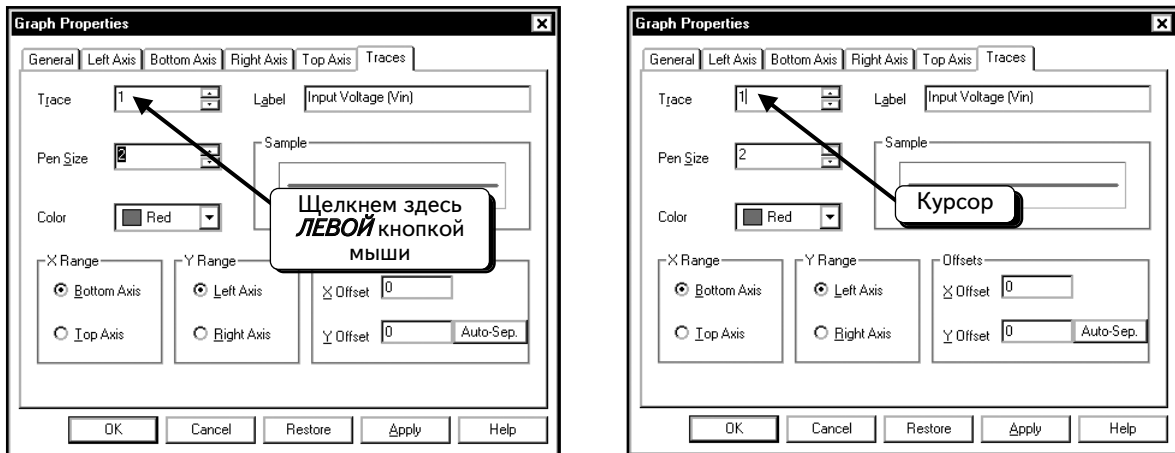 Graph Properties
General Left Axis Bottom Axis Right Axis Top Axis Traces
Trace 1 Label Input Voltage (Vin)
Pen Size 2 Sample
Color Red
Щелкнем здесь
ЛЕВОЙ кнопкой
мыши
X Range Y Range
Bottom Axis Left Axis X Offset 0
Top Axis Right Axis Y Offset 0 Auto-Sep.
OK Cancel Restore Apply Help
Graph Properties
General Left Axis Bottom Axis Right Axis Top Axis Traces
Trace 1 Label Input Voltage (Vin)
Pen Size 2 Sample
Color Red
Курсор
X Range Y Range Offsets
Bottom Axis Left Axis X Offset 0
Top Axis Right Axis Y Offset 0 Auto-Sep.
OK Cancel Restore Apply Help